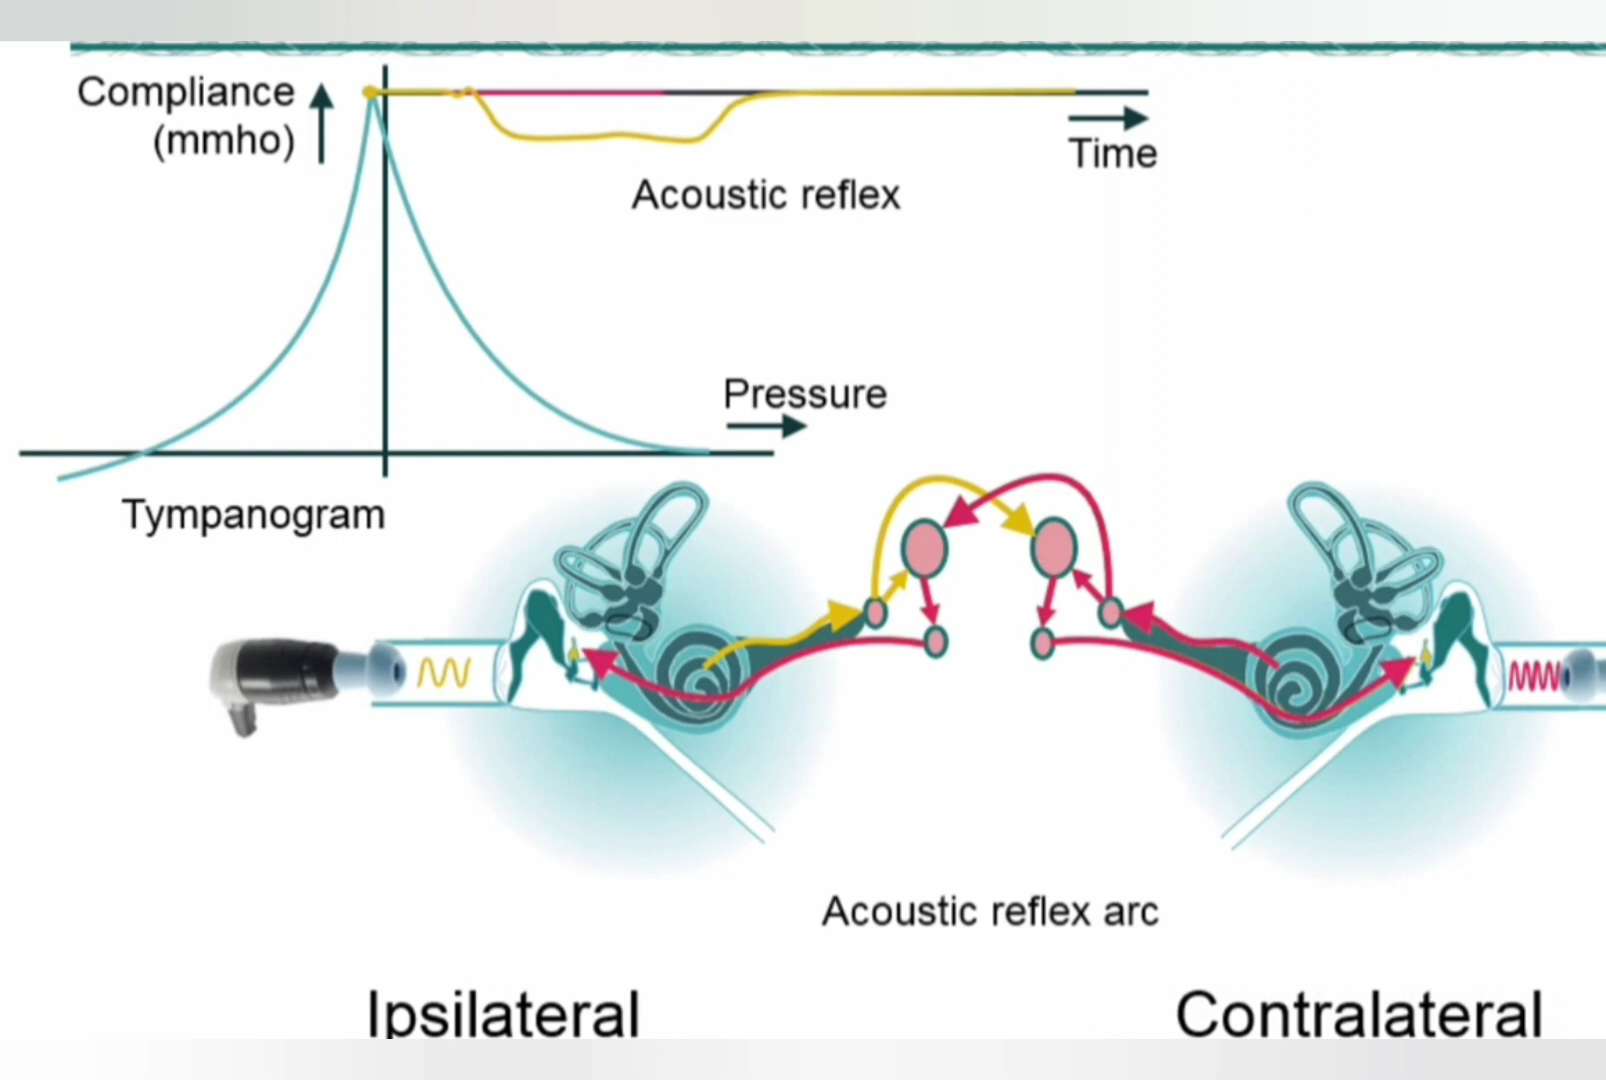 Compliance
(mmho)
Time
Acoustic reflex
Pressure
Tympanogram
Acoustic reflex arc
Ipsilateral
Contralateral